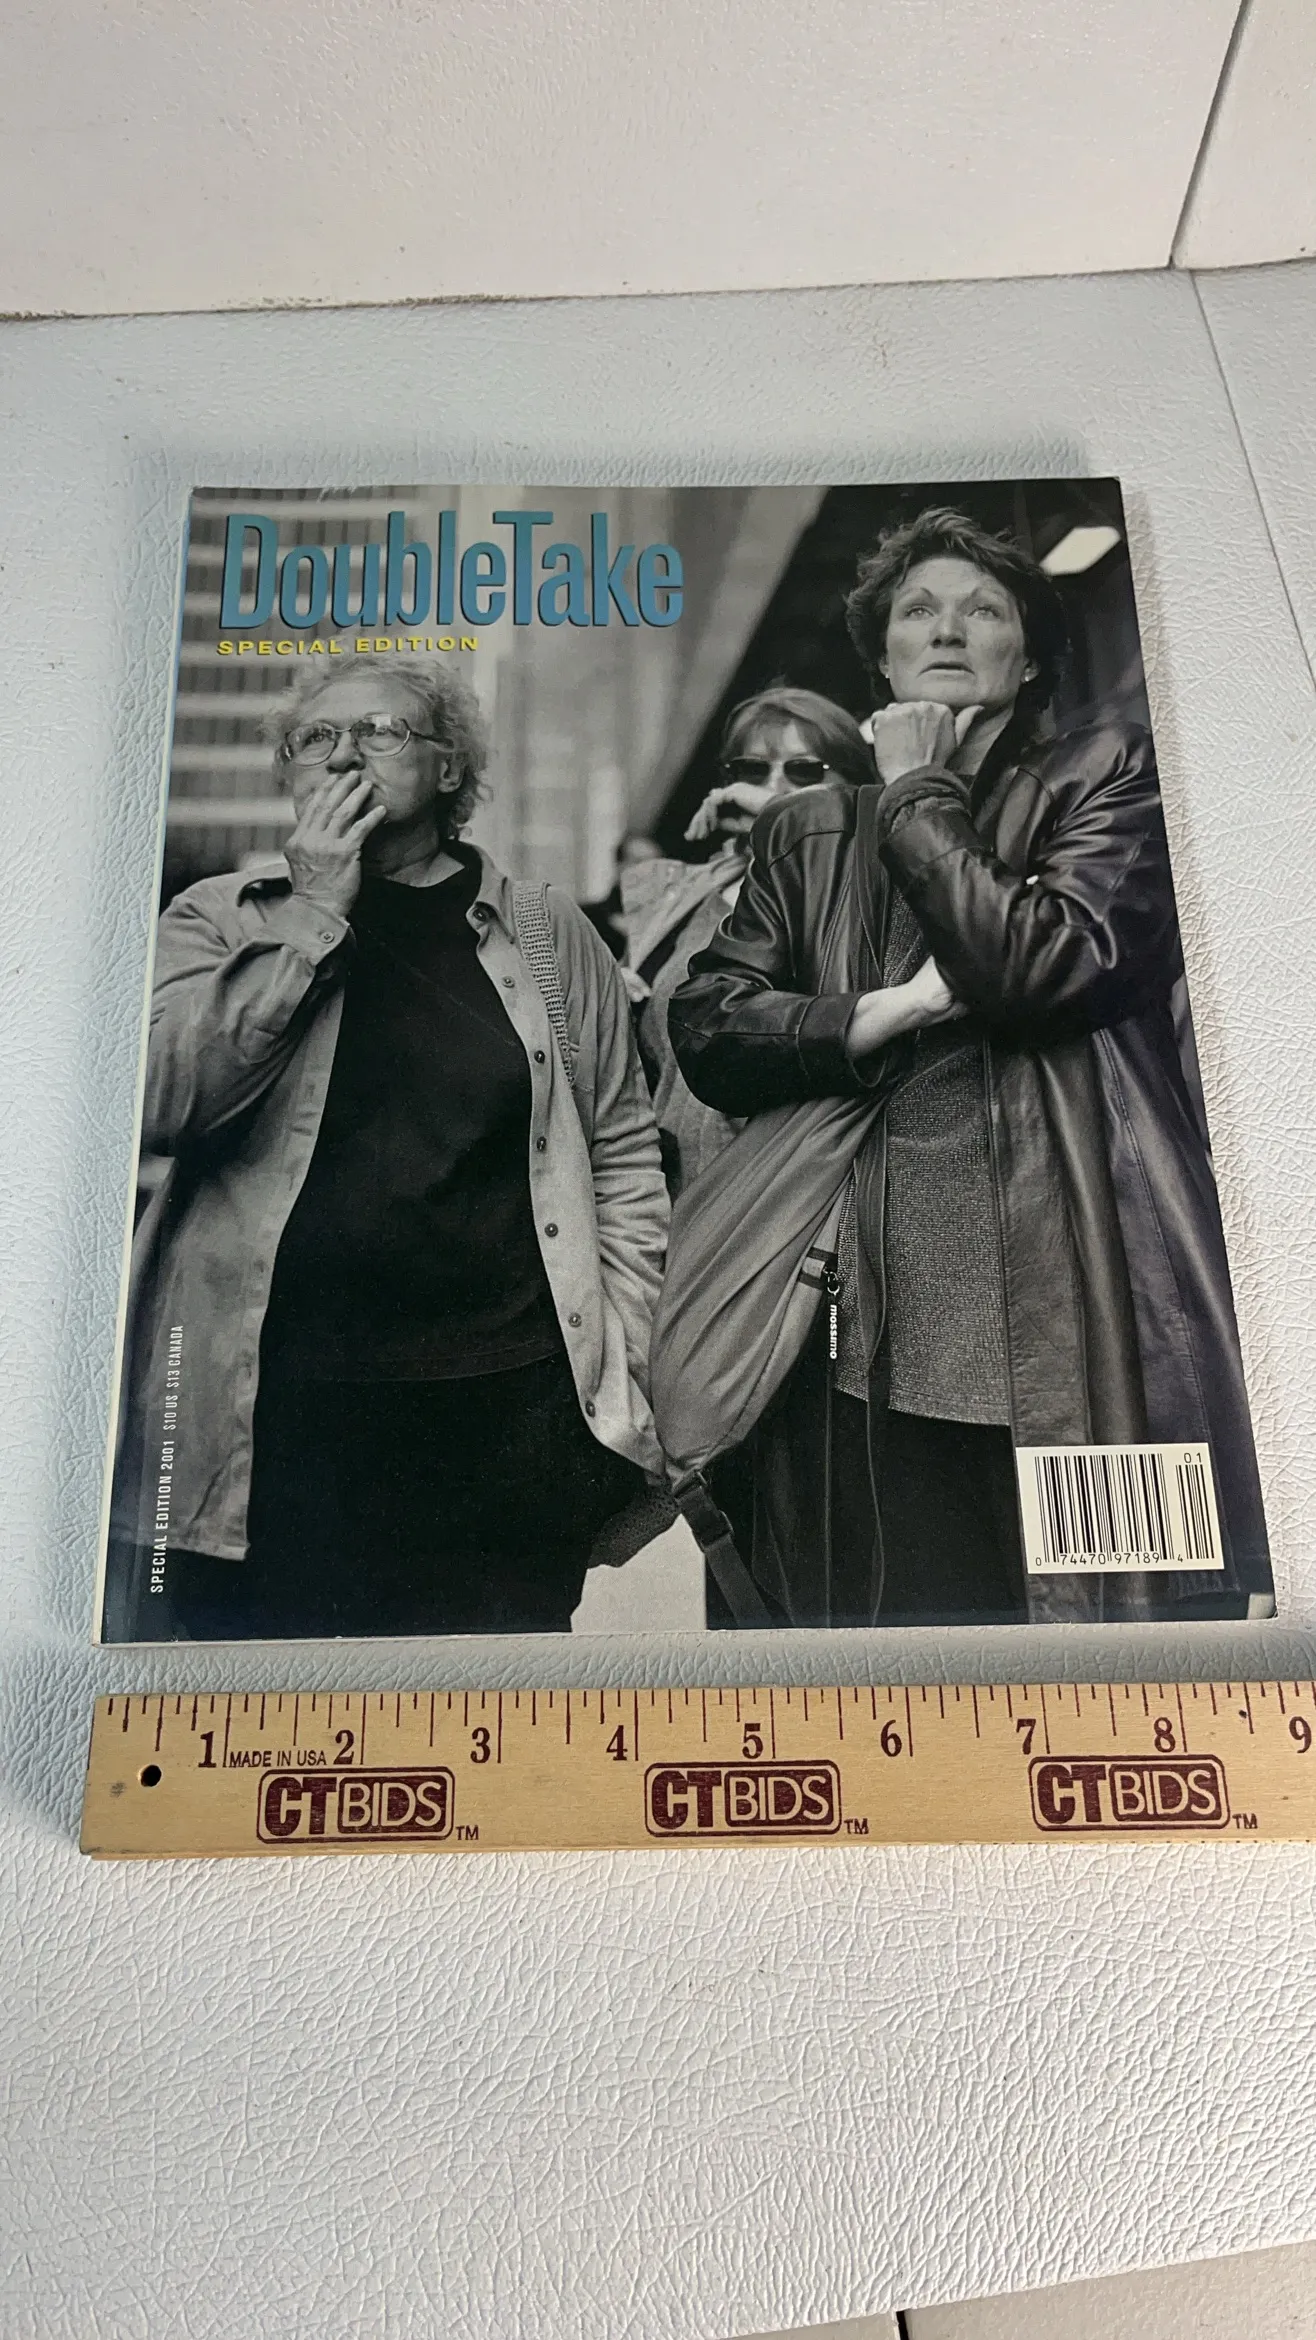 DoubleTake
SPECIAL EDITION
mossimo
SPECIAL EDITION 2001 $10 US $13 CANADA
01
0 74470 97189 4
1 MADE IN USA 2 3 4 5 6 7 8 9
CTBIDS TM CTBIDS TM CTBIDS TM